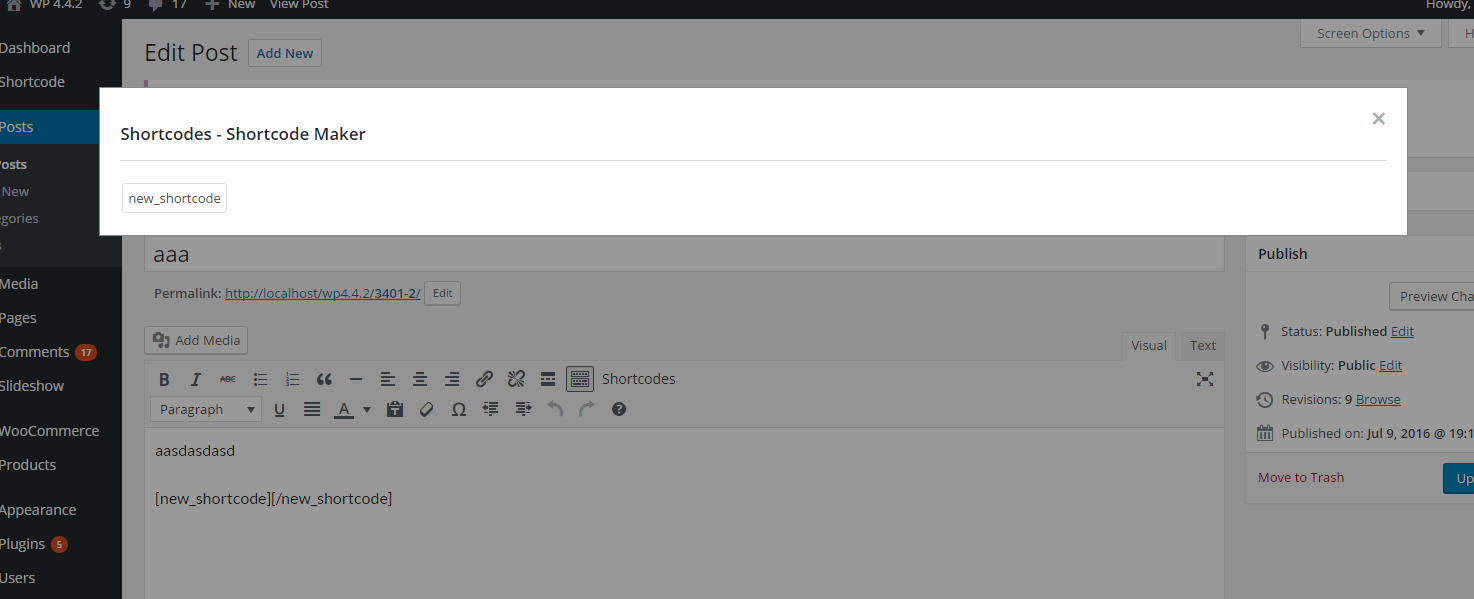 WP 4.4.2 9 17 New View Post Howdy,
Dashboard
Shortcode
Posts
Posts
New
egories
s
Media
Pages
Comments 17
Slideshow
WooCommerce
Products
Appearance
Plugins 5
Users
Edit Post Add New
Screen Options H
Shortcodes - Shortcode Maker ×
new_shortcode
aaa
Permalink: http://localhost/wp4.4.2/3401-2/ Edit
Add Media
Visual Text
B I ABC Shortcodes
Paragraph U A Ω
aasdasdasd
[new_shortcode][/new_shortcode]
Publish
Preview Cha
Status: Published Edit
Visibility: Public Edit
Revisions: 9 Browse
Published on: Jul 9, 2016 @ 19:1
Move to Trash Up